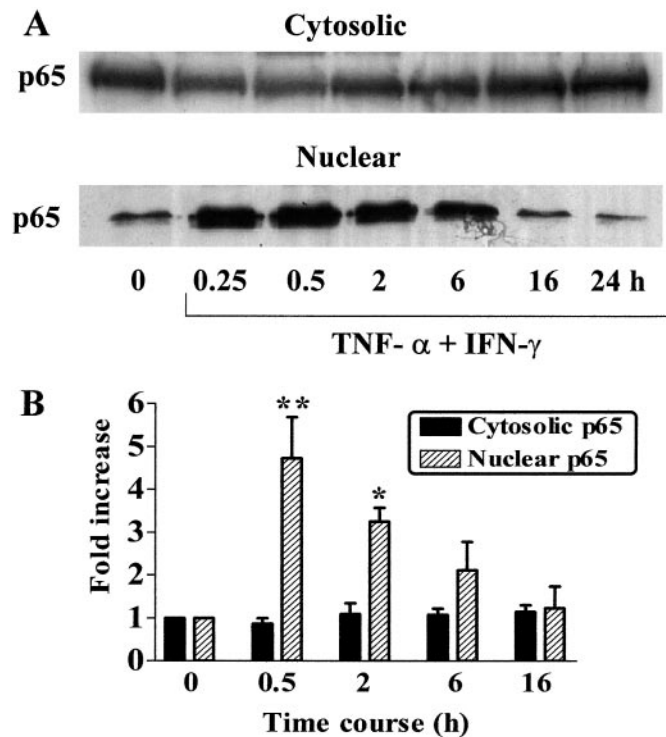 A
Cytosolic
p65
Nuclear
p65
0 0.25 0.5 2 6 16 24 h
TNF- α + IFN-γ
B
Fold increase
6
5
4
3
2
1
0
**
*
Cytosolic p65
Nuclear p65
0 0.5 2 6 16
Time course (h)